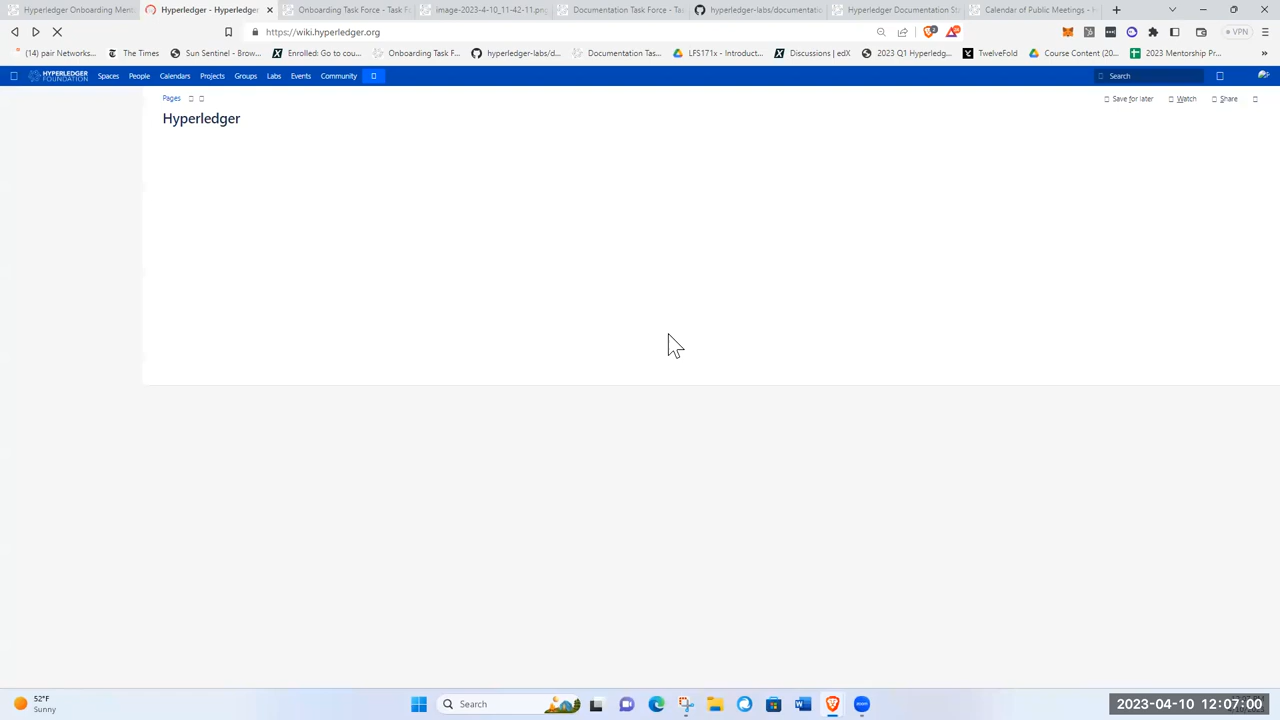 Hyperledger Onboarding Ment
Hyperledger - Hyperledger
Onboarding Task Force - Task F
image-2023-4-10_11-42-11.png
Documentation Task Force - Ta
hyperledger-labs/documentatio
Hyperledger Documentation St
Calendar of Public Meetings - H
https://wiki.hyperledger.org
VPN
(14) pair Networks...
The Times
Sun Sentinel - Brow...
Enrolled: Go to cou...
Onboarding Task F...
hyperledger-labs/d...
Documentation Tas...
LFS171x – Introduct...
Discussions | edX
2023 Q1 Hyperledg...
TwelveFold
Course Content (20...
2023 Mentorship Pr...
HYPERLEDGER
FOUNDATION
Spaces People Calendars Projects Groups Labs Events Community
Search
Pages
Save for later Watch Share
Hyperledger
52°F
Sunny
Search
zoom
2023-04-10 12:07:00